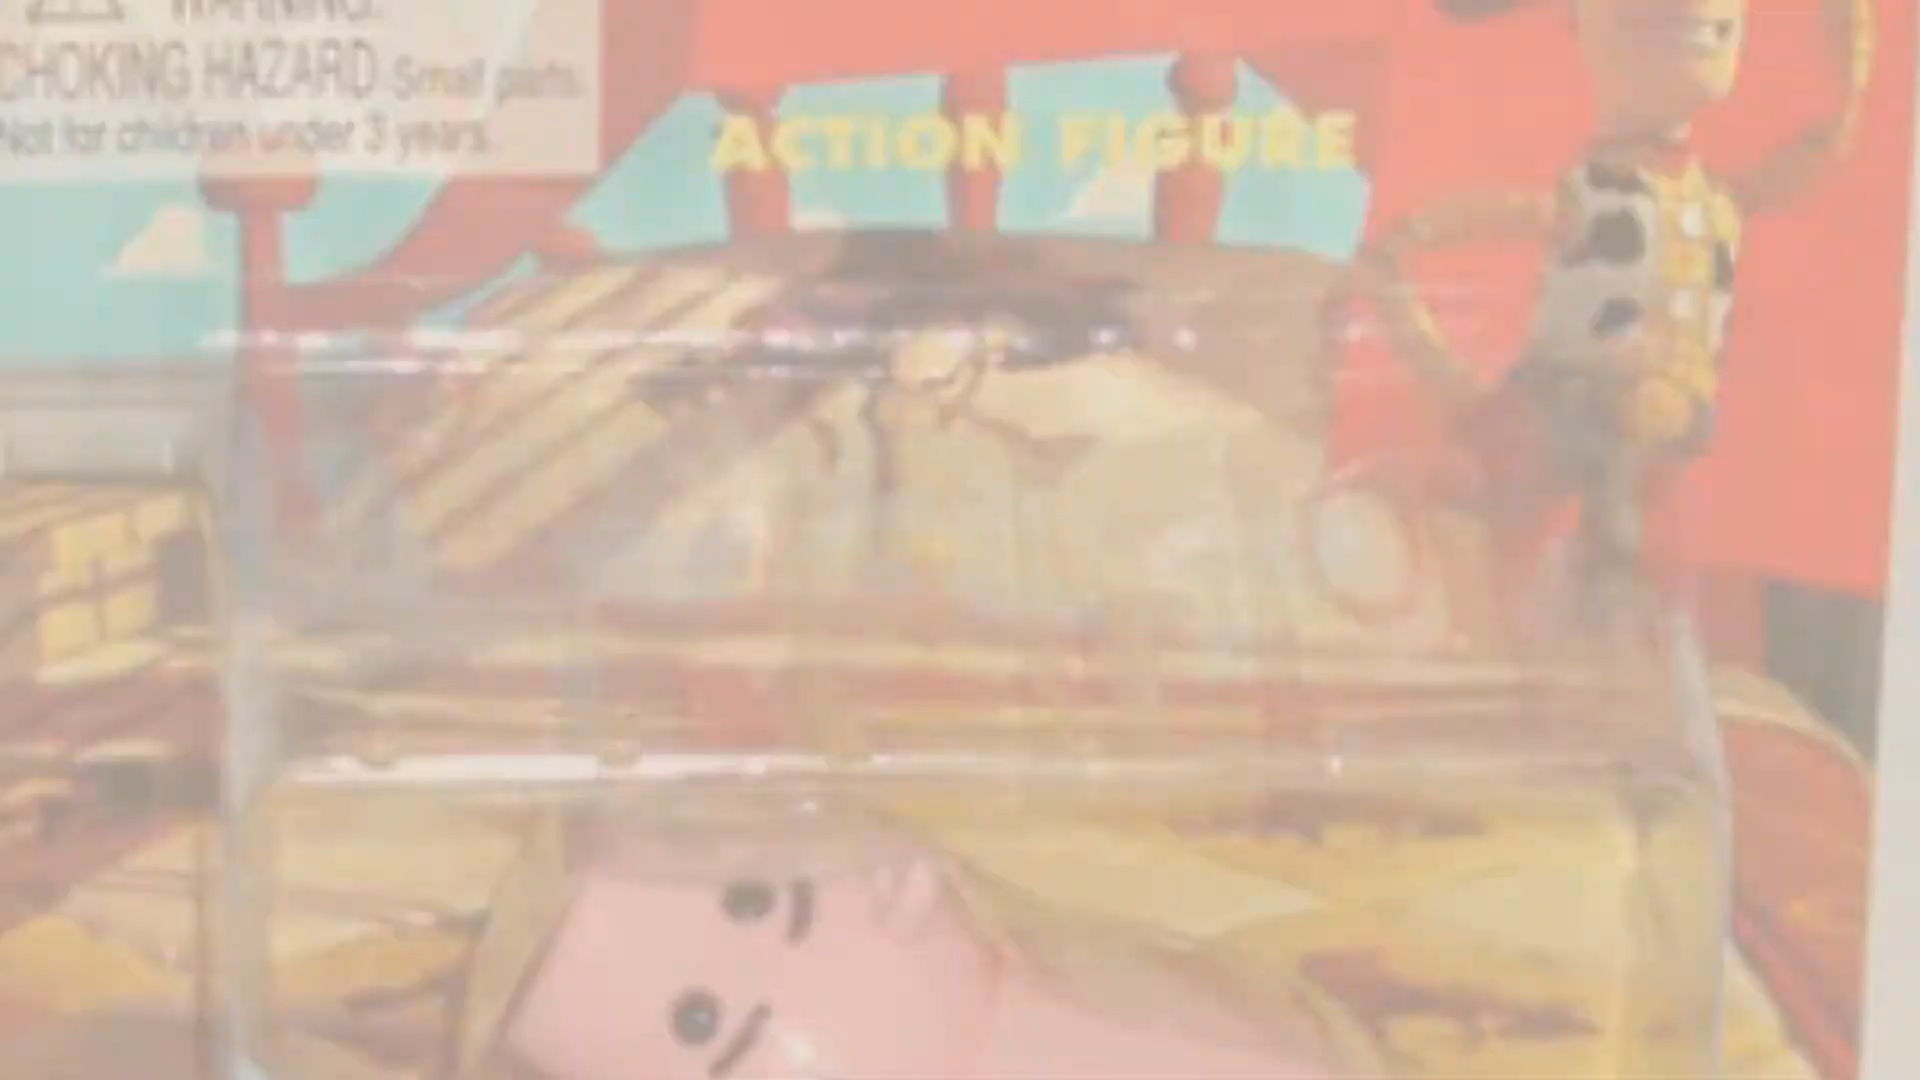 WARNING:
CHOKING HAZARD Small parts.
Not for children under 3 years.
ACTION FIGURE